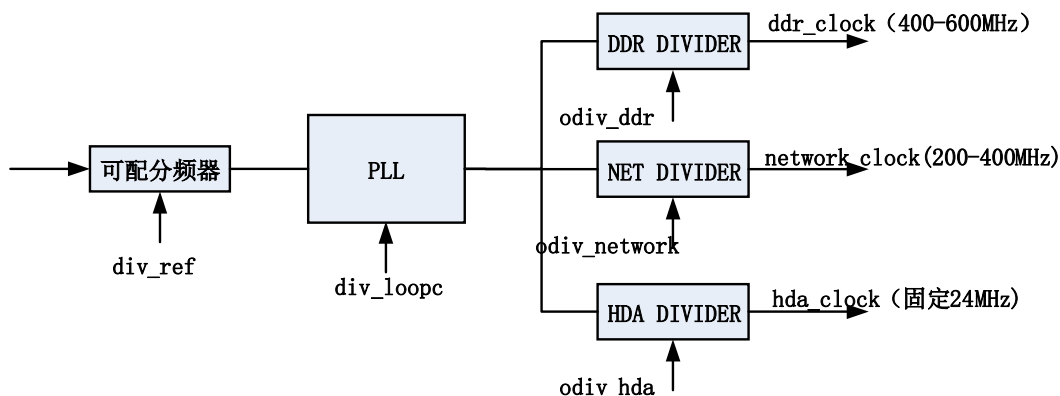 ddr_clock（400-600MHz）
DDR DIVIDER
odiv_ddr
network_clock(200-400MHz)
可配分频器
PLL
NET DIVIDER
odiv_network
div_ref
div_loopc
hda_clock（固定24MHz)
HDA DIVIDER
odiv_hda